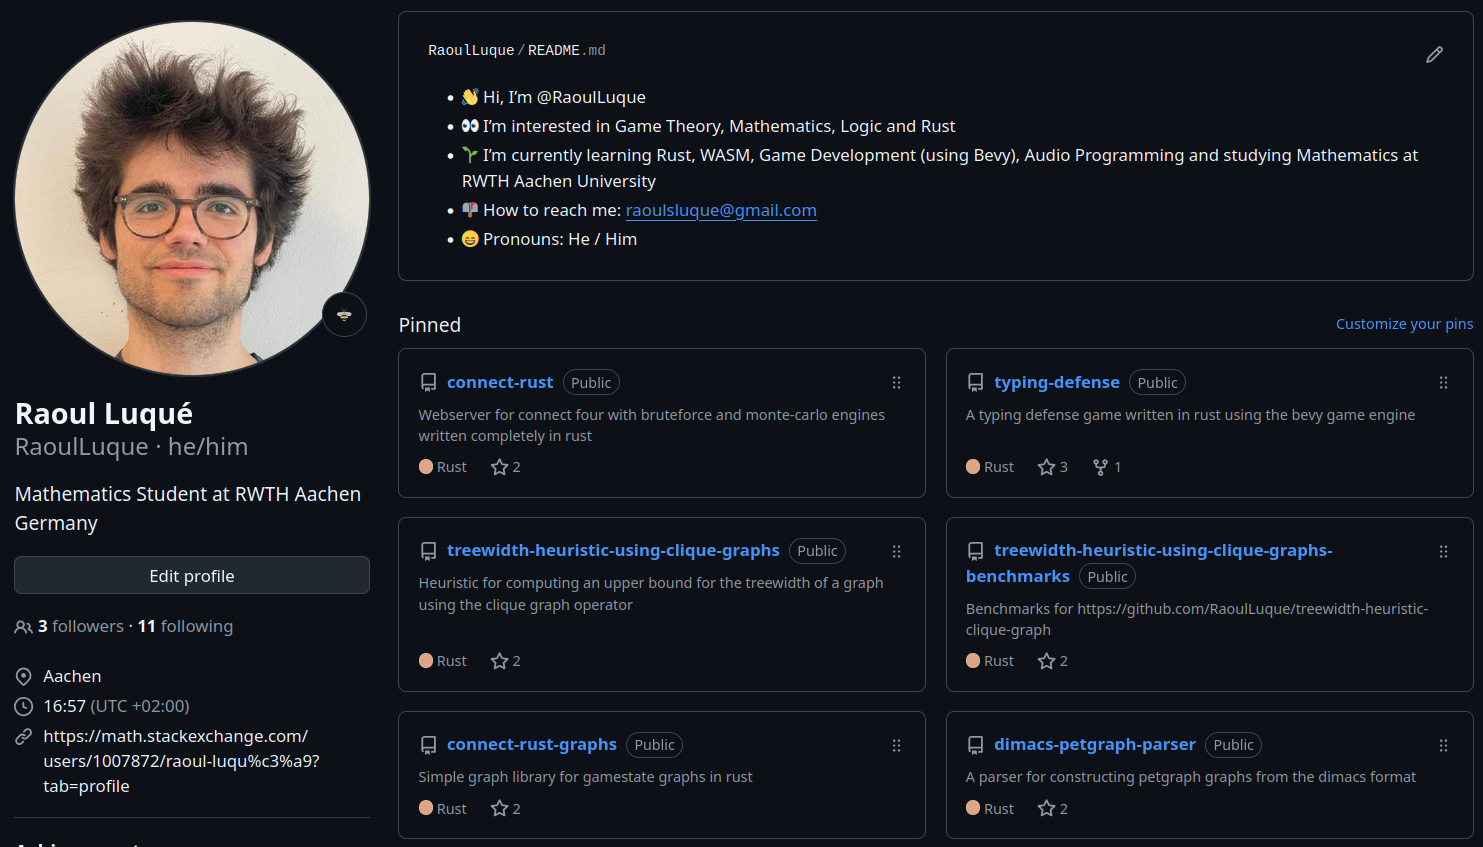 RaoulLuque/README.md
👋 Hi, I’m @RaoulLuque
👀 I’m interested in Game Theory, Mathematics, Logic and Rust
🌱 I’m currently learning Rust, WASM, Game Development (using Bevy), Audio Programming and studying Mathematics at
RWTH Aachen University
📫 How to reach me: raoulsluque@gmail.com
😄 Pronouns: He / Him
Raoul Luqué
RaoulLuque · he/him
Mathematics Student at RWTH Aachen
Germany
Edit profile
3 followers · 11 following
Aachen
16:57 (UTC +02:00)
https://math.stackexchange.com/
users/1007872/raoul-luqu%c3%a9?
tab=profile
Pinned
Customize your pins
connect-rust Public
Webserver for connect four with bruteforce and monte-carlo engines
written completely in rust
Rust 2
typing-defense Public
A typing defense game written in rust using the bevy game engine
Rust 3 1
treewidth-heuristic-using-clique-graphs Public
Heuristic for computing an upper bound for the treewidth of a graph
using the clique graph operator
Rust 2
treewidth-heuristic-using-clique-graphs-
benchmarks Public
Benchmarks for https://github.com/RaoulLuque/treewidth-heuristic-
clique-graph
Rust 2
connect-rust-graphs Public
Simple graph library for gamestate graphs in rust
Rust 2
dimacs-petgraph-parser Public
A parser for constructing petgraph graphs from the dimacs format
Rust 2